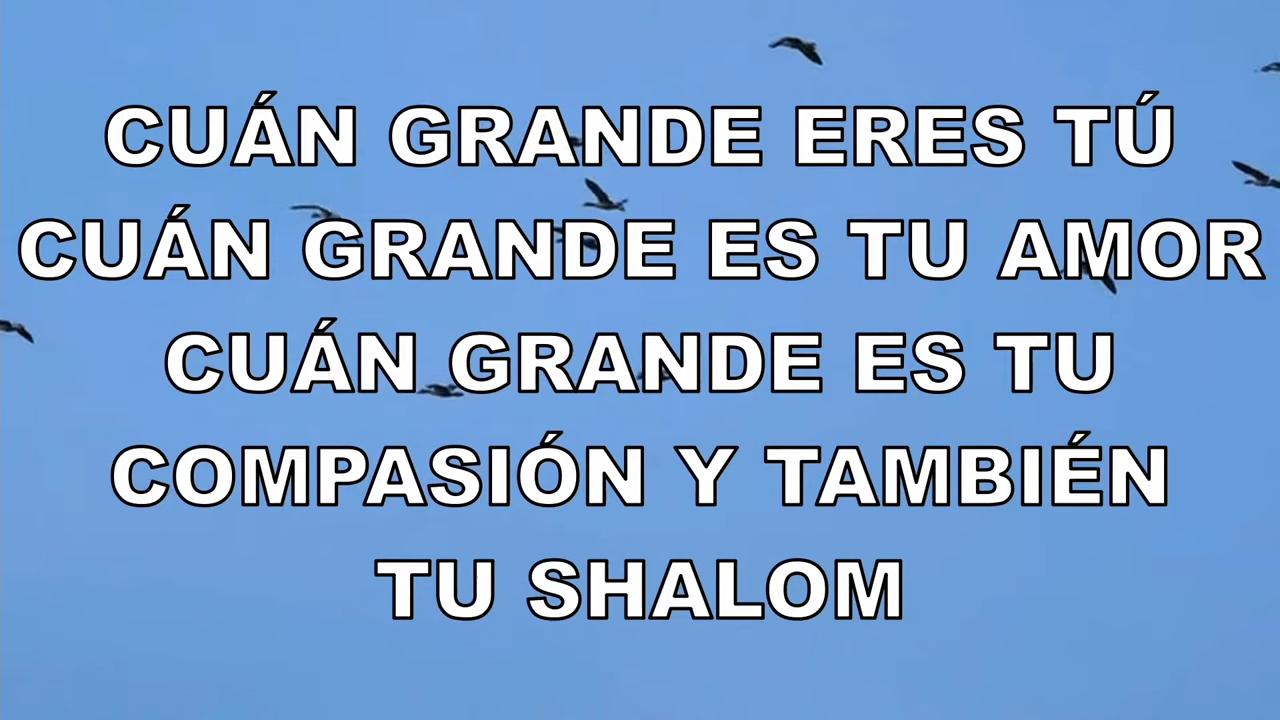 CUÁN GRANDE ERES TÚ
CUÁN GRANDE ES TU AMOR
CUÁN GRANDE ES TU
COMPASIÓN Y TAMBIÉN
TU SHALOM